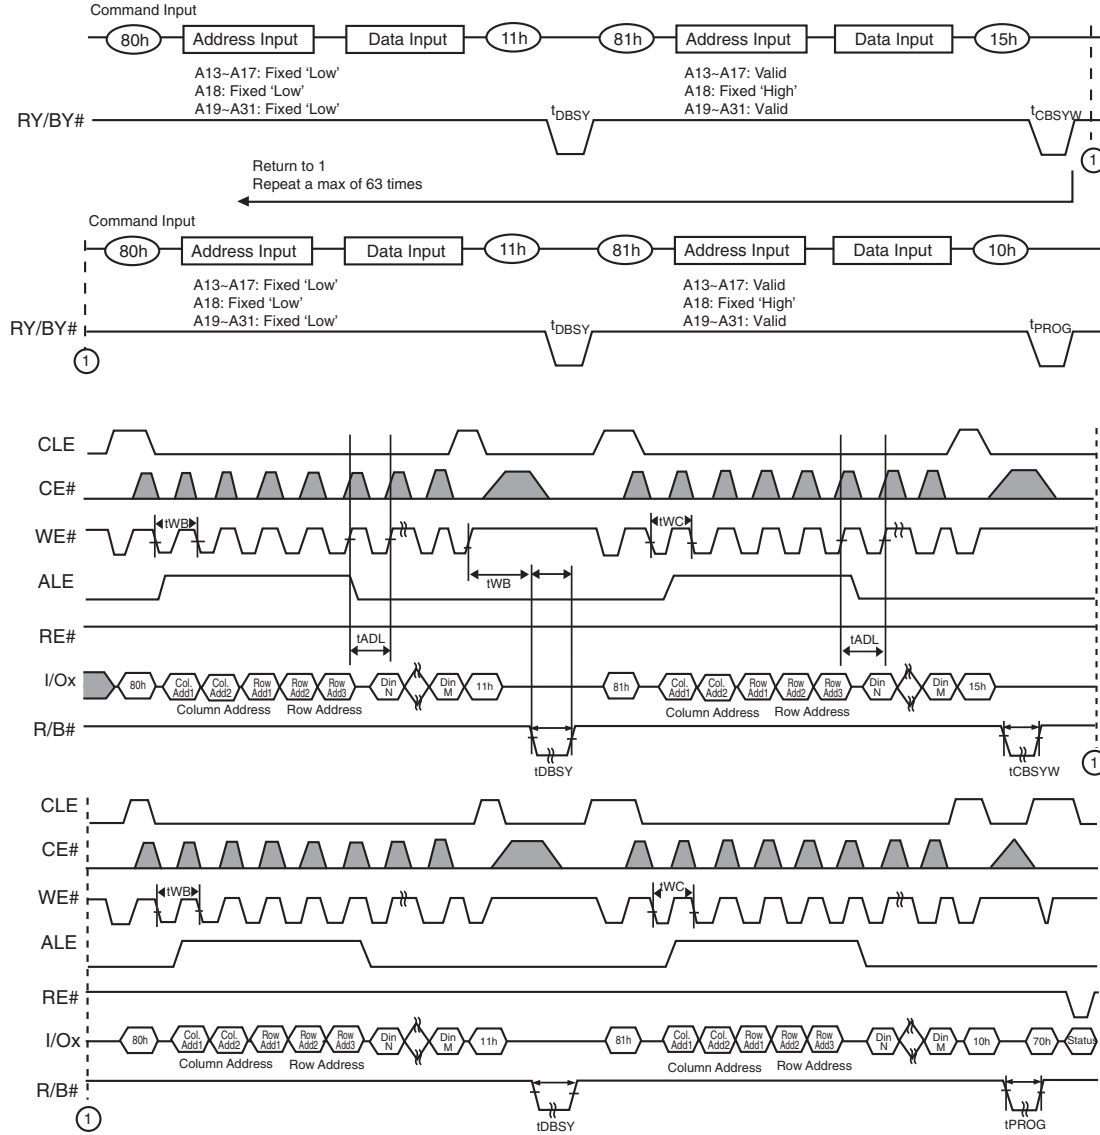 Command Input
80h Address Input Data Input 11h 81h Address Input Data Input 15h
A13~A17: Fixed ‘Low’ A13~A17: Valid
A18: Fixed ‘Low’ A18: Fixed ‘High’
A19~A31: Fixed ‘Low’ A19~A31: Valid
RY/BY# tDBSY tCBSYW
1
Return to 1
Repeat a max of 63 times
Command Input
80h Address Input Data Input 11h 81h Address Input Data Input 10h
A13~A17: Fixed ‘Low’ A13~A17: Valid
A18: Fixed ‘Low’ A18: Fixed ‘High’
A19~A31: Fixed ‘Low’ A19~A31: Valid
RY/BY# tDBSY tPROG
1
CLE
CE#
WE# tWB tWC
ALE tWB
RE#
tADL tADL
I/Ox 80h Col. Add1 Col. Add2 Row Add1 Row Add2 Row Add3 Din N Din M 11h 81h Col. Add1 Col. Add2 Row Add1 Row Add2 Row Add3 Din N Din M 15h
Column Address Row Address Column Address Row Address
R/B#
tDBSY tCBSYW 1
CLE
CE#
WE# tWB tWC
ALE
RE#
I/Ox 80h Col. Add1 Col. Add2 Row Add1 Row Add2 Row Add3 Din N Din M 11h 81h Col. Add1 Col. Add2 Row Add1 Row Add2 Row Add3 Din N Din M 10h 70h Status
Column Address Row Address Column Address Row Address
R/B#
1 tDBSY tPROG